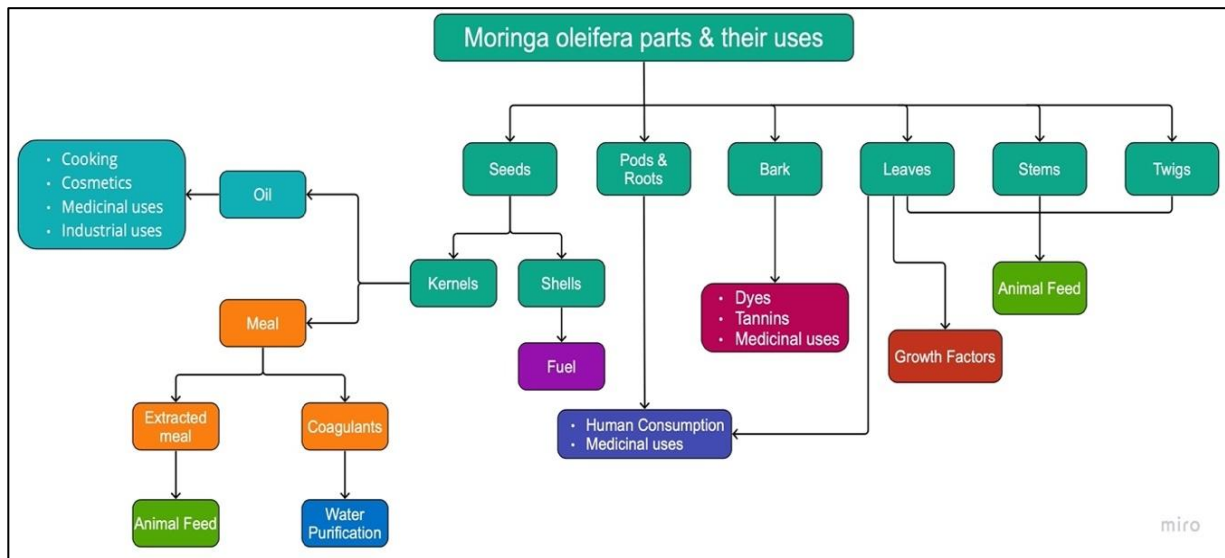 Moringa oleifera parts & their uses
Seeds
Pods &
Roots
Bark
Leaves
Stems
Twigs
• Cooking
• Cosmetics
• Medicinal uses
• Industrial uses
Oil
Kernels
Shells
Animal Feed
Meal
• Dyes
• Tannins
• Medicinal uses
Growth Factors
Fuel
Extracted
meal
Coagulants
• Human Consumption
• Medicinal uses
Animal Feed
Water
Purification
miro